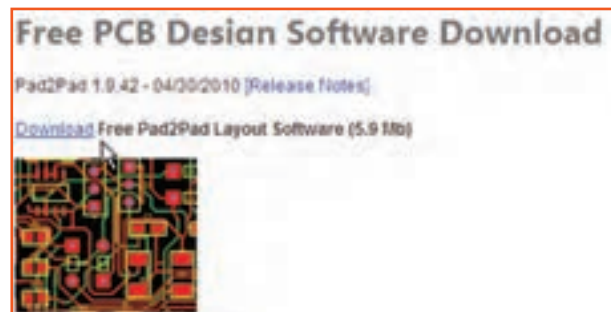 Free PCB Design Software Download
Pad2Pad 1.9.42 - 04/30/2010 [Release Notes]
Download Free Pad2Pad Layout Software (5.9 Mb)